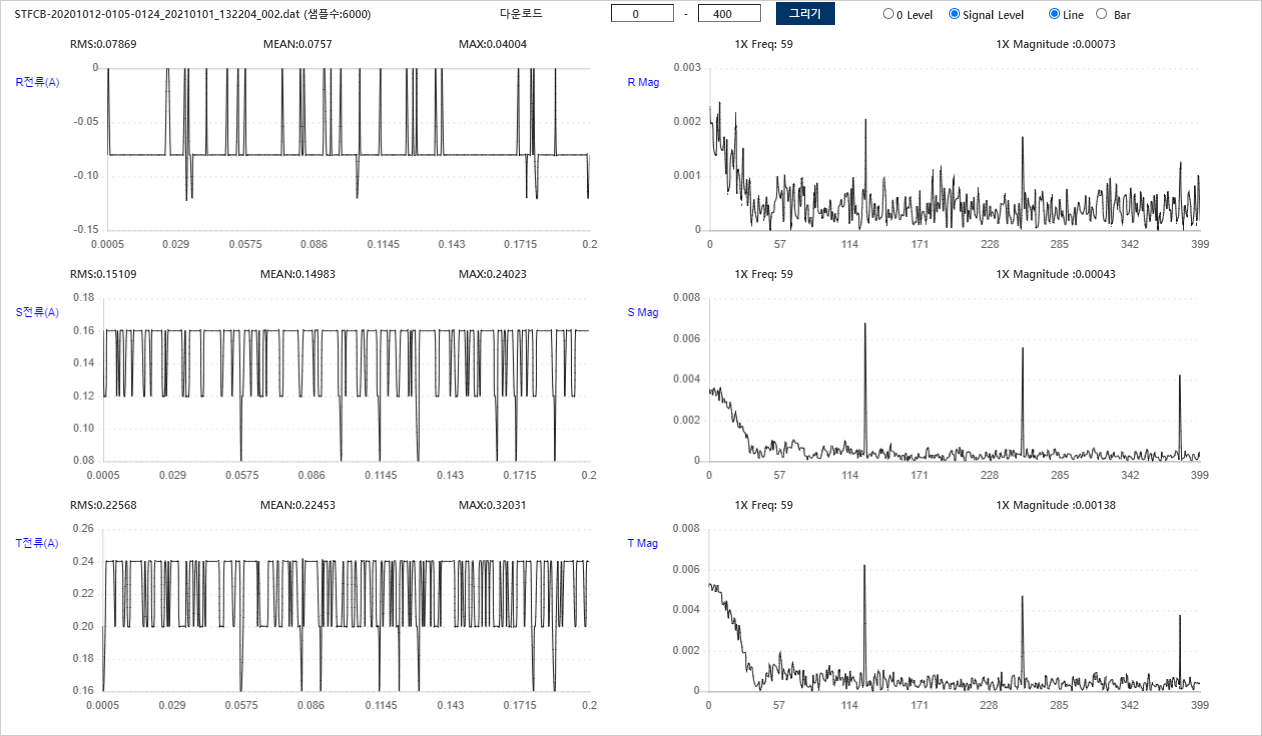 STFCB-20201012-0105-0124_20210101_132204_002.dat (샘플수:6000) 다운로드 0 - 400 그리기 0 Level Signal Level Line Bar
RMS:0.07869 MEAN:0.0757 MAX:0.04004 1X Freq: 59 1X Magnitude :0.00073
R전류(A)
0
-0.05
-0.10
-0.15
0.0005 0.029 0.0575 0.086 0.1145 0.143 0.1715 0.2
R Mag
0.003
0.002
0.001
0
0 57 114 171 228 285 342 399
RMS:0.15109 MEAN:0.14983 MAX:0.24023 1X Freq: 59 1X Magnitude :0.00043
S전류(A)
0.18
0.16
0.14
0.12
0.10
0.08
0.0005 0.029 0.0575 0.086 0.1145 0.143 0.1715 0.2
S Mag
0.008
0.006
0.004
0.002
0
0 57 114 171 228 285 342 399
RMS:0.22568 MEAN:0.22453 MAX:0.32031 1X Freq: 59 1X Magnitude :0.00138
T전류(A)
0.26
0.24
0.22
0.20
0.18
0.16
0.0005 0.029 0.0575 0.086 0.1145 0.143 0.1715 0.2
T Mag
0.008
0.006
0.004
0.002
0
0 57 114 171 228 285 342 399